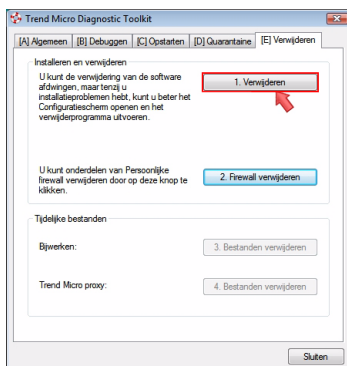 Trend Micro Diagnostic Toolkit
[A] Algemeen [B] Debuggen [C] Opstarten [D] Quarantaine [E] Verwijderen
Installeren en verwijderen
U kunt de verwijdering van de software
afdwingen, maar tenzij u
installatieproblemen hebt, kunt u beter het
Configuratiescherm openen en het
verwijderprogramma uitvoeren.
1. Verwijderen
U kunt onderdelen van Persoonlijke
firewall verwijderen door op deze knop te
klikken.
2. Firewall verwijderen
Tijdelijke bestanden
Bijwerken:
3. Bestanden verwijderen
Trend Micro proxy:
4. Bestanden verwijderen
Sluiten